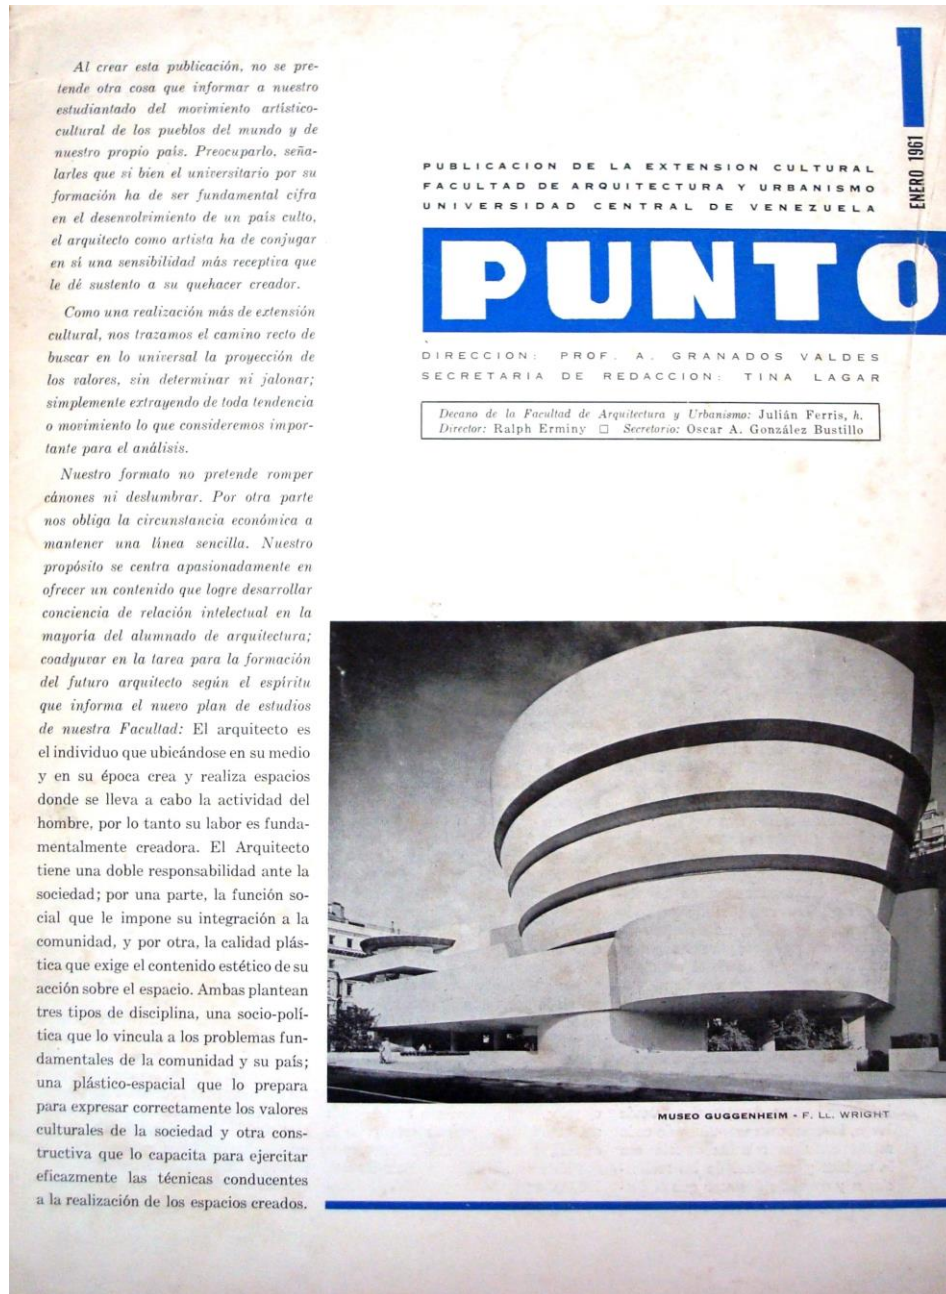 Al crear esta publicación, no se pre-
tende otra cosa que informar a nuestro
estudiantado del movimiento artístico-
cultural de los pueblos del mundo y de
nuestro propio país. Preocuparlo, seña-
larles que si bien el universitario por su
formación ha de ser fundamental cifra
en el desenvolvimiento de un país culto,
el arquitecto como artista ha de conjugar
en sí una sensibilidad más receptiva que
le dé sustento a su quehacer creador.
Como una realización más de extensión
cultural, nos trazamos el camino recto de
buscar en lo universal la proyección de
los valores, sin determinar ni jalonar;
simplemente extrayendo de toda tendencia
o movimiento lo que consideremos impor-
tante para el análisis.
Nuestro formato no pretende romper
cánones ni deslumbrar. Por otra parte
nos obliga la circunstancia económica a
mantener una línea sencilla. Nuestro
propósito se centra apasionadamente en
ofrecer un contenido que logre desarrollar
conciencia de relación intelectual en la
mayoría del alumnado de arquitectura;
coadyuvar en la tarea para la formación
del futuro arquitecto según el espíritu
que informa el nuevo plan de estudios
de nuestra Facultad: El arquitecto es
el individuo que ubicándose en su medio
y en su época crea y realiza espacios
donde se lleva a cabo la actividad del
hombre, por lo tanto su labor es funda-
mentalmente creadora. El Arquitecto
tiene una doble responsabilidad ante la
sociedad; por una parte, la función so-
cial que le impone su integración a la
comunidad, y por otra, la calidad plás-
tica que exige el contenido estético de su
acción sobre el espacio. Ambas plantean
tres tipos de disciplina, una socio-polí-
tica que lo vincula a los problemas fun-
damentales de la comunidad y su país;
una plástico-espacial que lo prepara
para expresar correctamente los valores
culturales de la sociedad y otra cons-
tructiva que lo capacita para ejercitar
eficazmente las técnicas conducentes
a la realización de los espacios creados.
1
ENERO 1961
PUBLICACION DE LA EXTENSION CULTURAL
FACULTAD DE ARQUITECTURA Y URBANISMO
UNIVERSIDAD CENTRAL DE VENEZUELA
PUNTO
DIRECCION: PROF. A. GRANADOS VALDES
SECRETARIA DE REDACCION: TINA LAGAR
Decano de la Facultad de Arquitectura y Urbanismo: Julián Ferris, h.
Director: Ralph Erminy □ Secretario: Oscar A. González Bustillo
MUSEO GUGGENHEIM - F. LL. WRIGHT